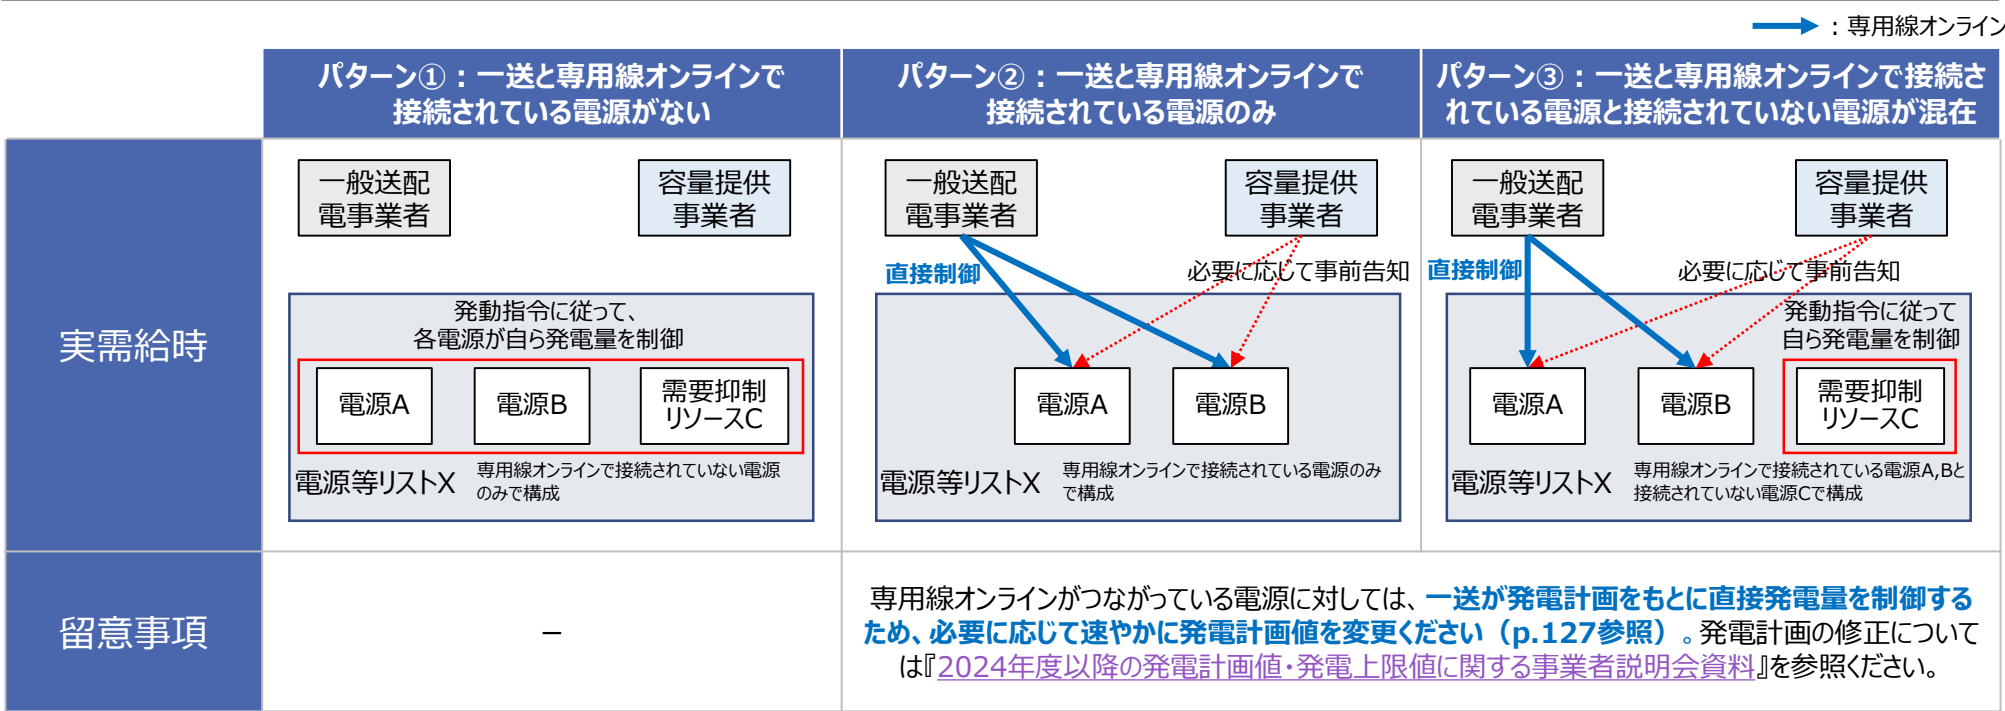 ：専用線オンライン
パターン①：一送と専用線オンラインで
接続されている電源がない
パターン②：一送と専用線オンラインで
接続されている電源のみ
パターン③：一送と専用線オンラインで接続さ
れている電源と接続されていない電源が混在
実需給時
一般送配
電事業者
容量提供
事業者
発動指令に従って、
各電源が自ら発電量を制御
電源A
電源B
需要抑制
リソースC
電源等リストX
専用線オンラインで接続されていない電源
のみで構成
一般送配
電事業者
容量提供
事業者
直接制御
必要に応じて事前告知
電源A
電源B
電源等リストX
専用線オンラインで接続されている電源のみ
で構成
一般送配
電事業者
容量提供
事業者
直接制御
必要に応じて事前告知
発動指令に従って
自ら発電量を制御
電源A
電源B
需要抑制
リソースC
電源等リストX
専用線オンラインで接続されている電源A,Bと
接続されていない電源Cで構成
留意事項
－
専用線オンラインがつながっている電源に対しては、一送が発電計画をもとに直接発電量を制御する
ため、必要に応じて速やかに発電計画値を変更ください（p.127参照）。発電計画の修正について
は『2024年度以降の発電計画値・発電上限値に関する事業者説明会資料』を参照ください。